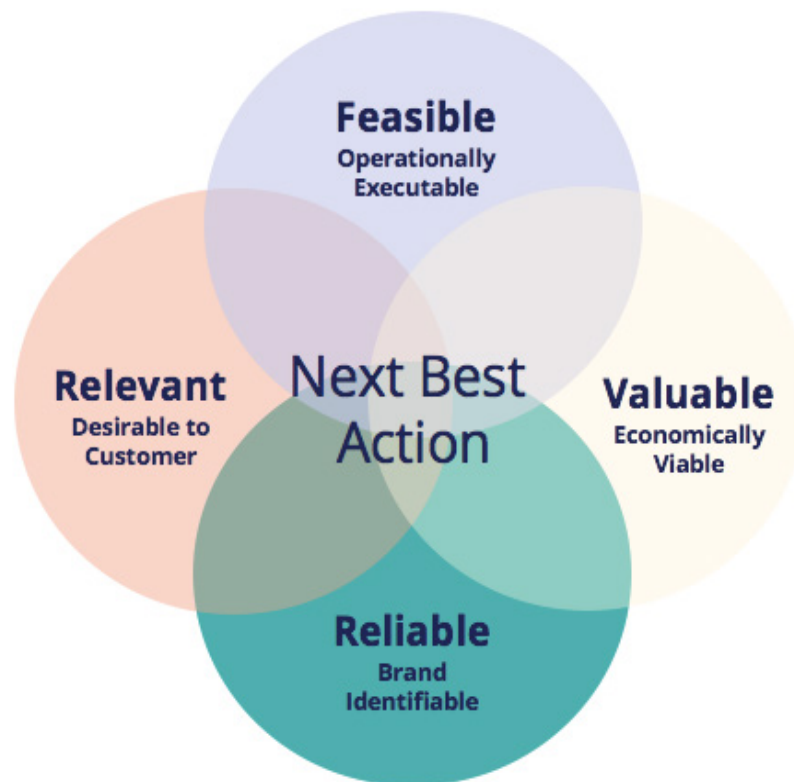 Feasible
Operationally
Executable
Relevant
Desirable to
Customer
Next Best
Action
Valuable
Economically
Viable
Reliable
Brand
Identifiable